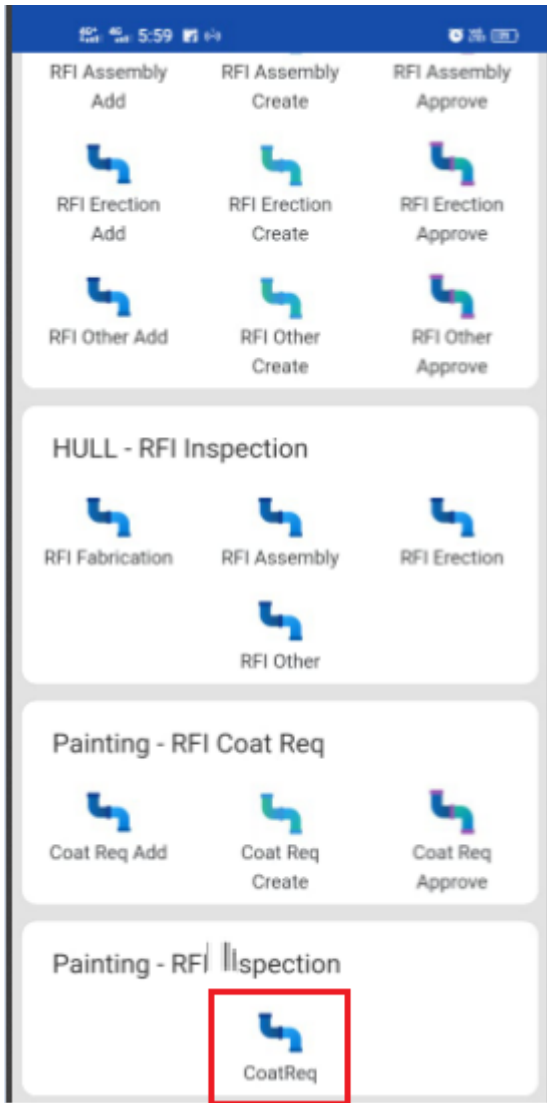 5:59
RFI Assembly Add
RFI Assembly Create
RFI Assembly Approve
RFI Erection Add
RFI Erection Create
RFI Erection Approve
RFI Other Add
RFI Other Create
RFI Other Approve
HULL - RFI Inspection
RFI Fabrication
RFI Assembly
RFI Erection
RFI Other
Painting - RFI Coat Req
Coat Req Add
Coat Req Create
Coat Req Approve
Painting - RFI
CoatReq